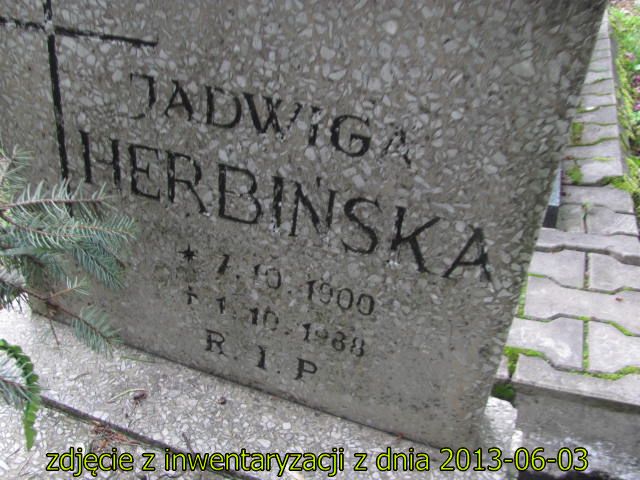 JADWIGA
HERBIŃSKA
* 7.10.1900
† 1.10.1988
R.I.P
zdjęcie z inwentaryzacji z dnia 2013-06-03